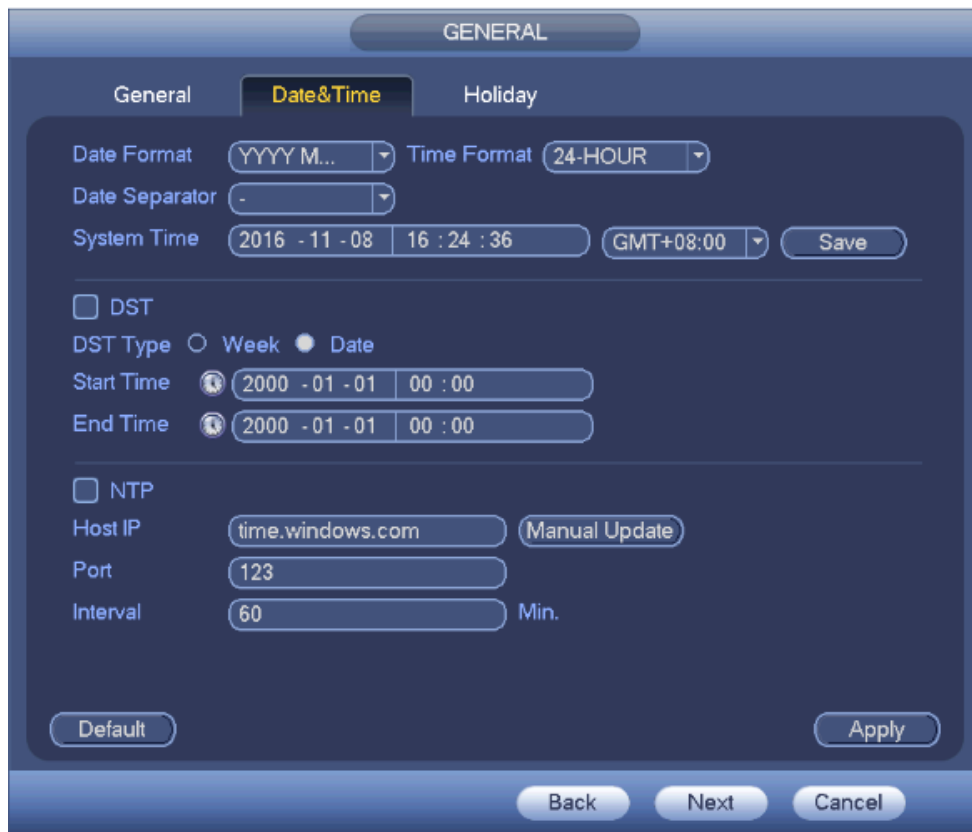 GENERAL
General Date&Time Holiday
Date Format YYYY M... Time Format 24-HOUR
Date Separator -
System Time 2016 - 11 - 08 16 : 24 : 36 GMT+08:00 Save
DST
DST Type Week Date
Start Time 2000 - 01 - 01 00 : 00
End Time 2000 - 01 - 01 00 : 00
NTP
Host IP time.windows.com Manual Update
Port 123
Interval 60 Min.
Default Apply
Back Next Cancel